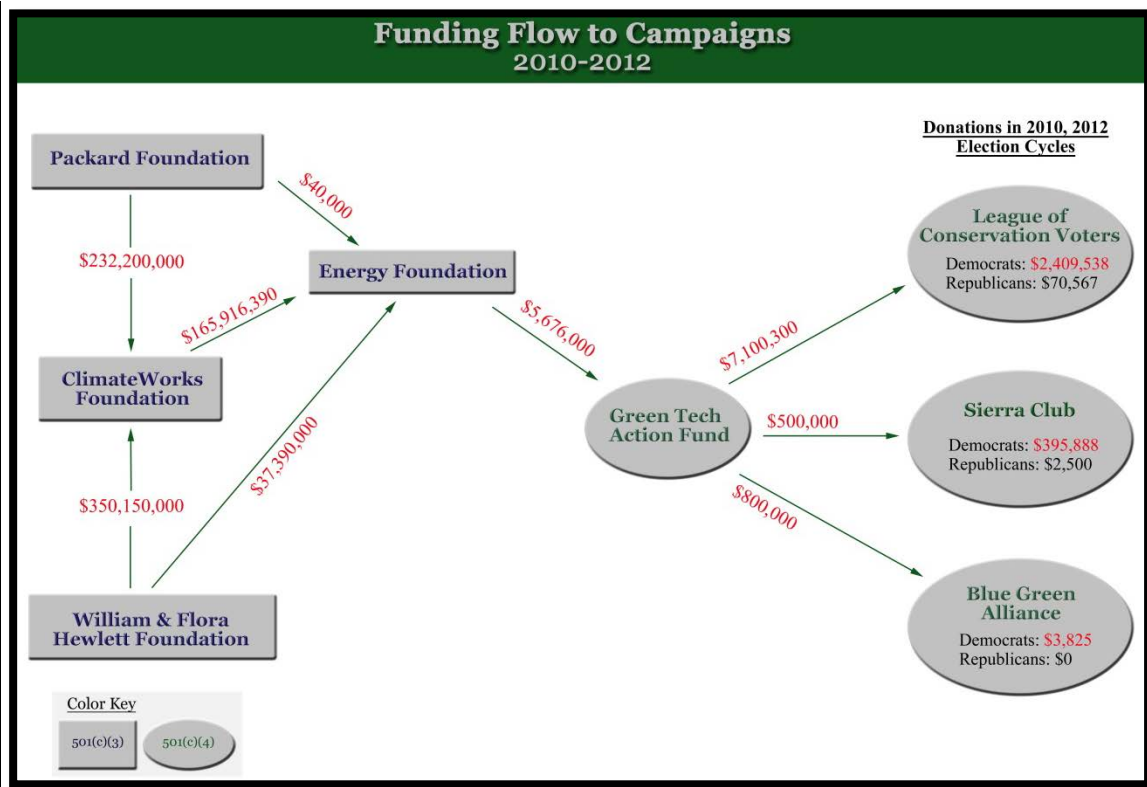 Funding Flow to Campaigns
2010-2012
Donations in 2010, 2012
Election Cycles
Packard Foundation
$40,000
$232,200,000
Energy Foundation
$165,916,390
ClimateWorks
Foundation
$37,390,000
$350,150,000
William & Flora
Hewlett Foundation
$5,676,000
Green Tech
Action Fund
$7,100,300
$500,000
$800,000
League of
Conservation Voters
Democrats: $2,409,538
Republicans: $70,567
Sierra Club
Democrats: $395,888
Republicans: $2,500
Blue Green
Alliance
Democrats: $3,825
Republicans: $0
Color Key
501(c)(3)
501(c)(4)